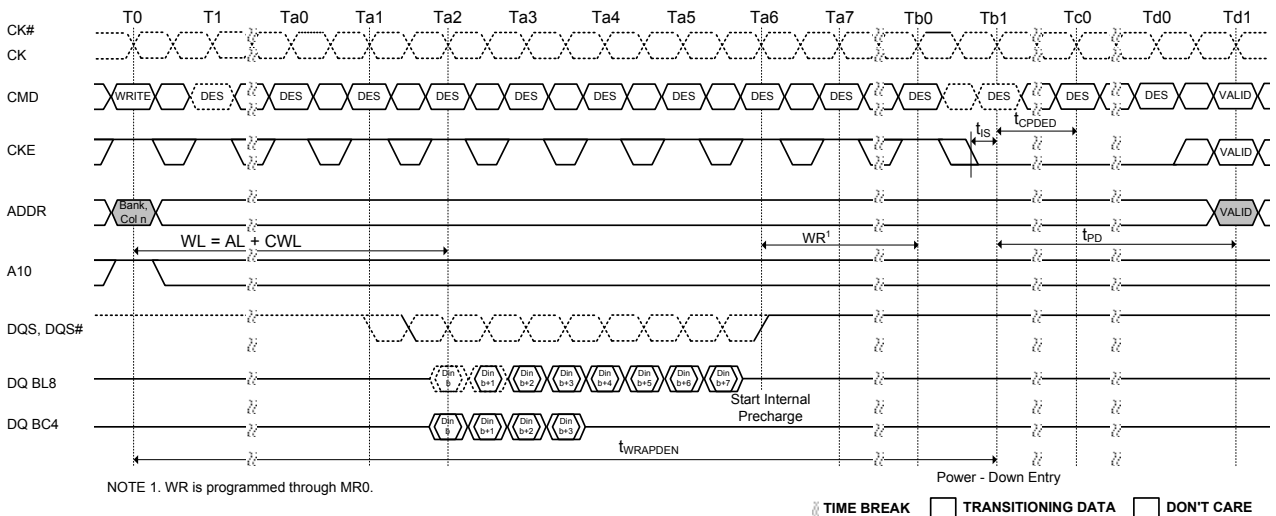 T0 T1 Ta0 Ta1 Ta2 Ta3 Ta4 Ta5 Ta6 Ta7 Tb0 Tb1 Tc0 Td0 Td1
CK#
CK
CMD WRITE DES DES DES DES DES DES DES DES DES DES DES DES DES VALID
tIS tCPDED
CKE VALID
ADDR Bank, Col n VALID
WL = AL + CWL WR1 tPD
A10
DQS, DQS#
DQ BL8 Din b Din b+1 Din b+2 Din b+3 Din b+4 Din b+5 Din b+6 Din b+7
Start Internal
Precharge
DQ BC4 Din b Din b+1 Din b+2 Din b+3
tWRAPDEN
Power - Down Entry
NOTE 1. WR is programmed through MR0.
TIME BREAK TRANSITIONING DATA DON'T CARE